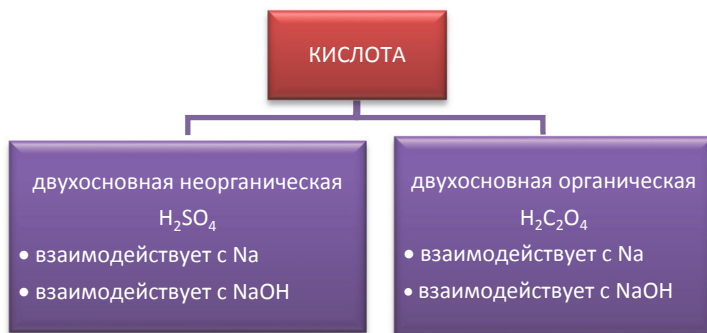 КИСЛОТА
двухосновная неорганическая
H₂SO₄
• взаимодействует с Na
• взаимодействует с NaOH
двухосновная органическая
H₂C₂O₄
• взаимодействует с Na
• взаимодействует с NaOH